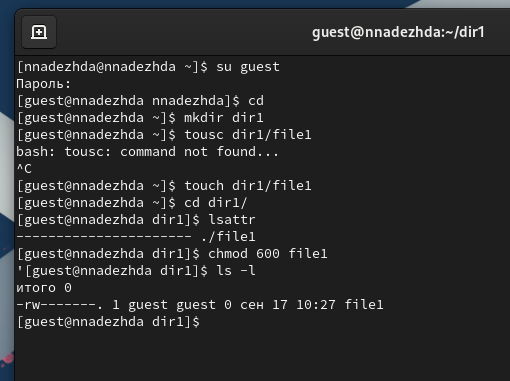 guest@nnadezhda:~/dir1
[nnadezhda@nnadezhda ~]$ su guest
Пароль:
[guest@nnadezhda nnadezhda]$ cd
[guest@nnadezhda ~]$ mkdir dir1
[guest@nnadezhda ~]$ tousc dir1/file1
bash: tousc: command not found...
^C
[guest@nnadezhda ~]$ touch dir1/file1
[guest@nnadezhda ~]$ cd dir1/
[guest@nnadezhda dir1]$ lsattr
---------------------- ./file1
[guest@nnadezhda dir1]$ chmod 600 file1
'[guest@nnadezhda dir1]$ ls -l
итого 0
-rw-------. 1 guest guest 0 сен 17 10:27 file1
[guest@nnadezhda dir1]$